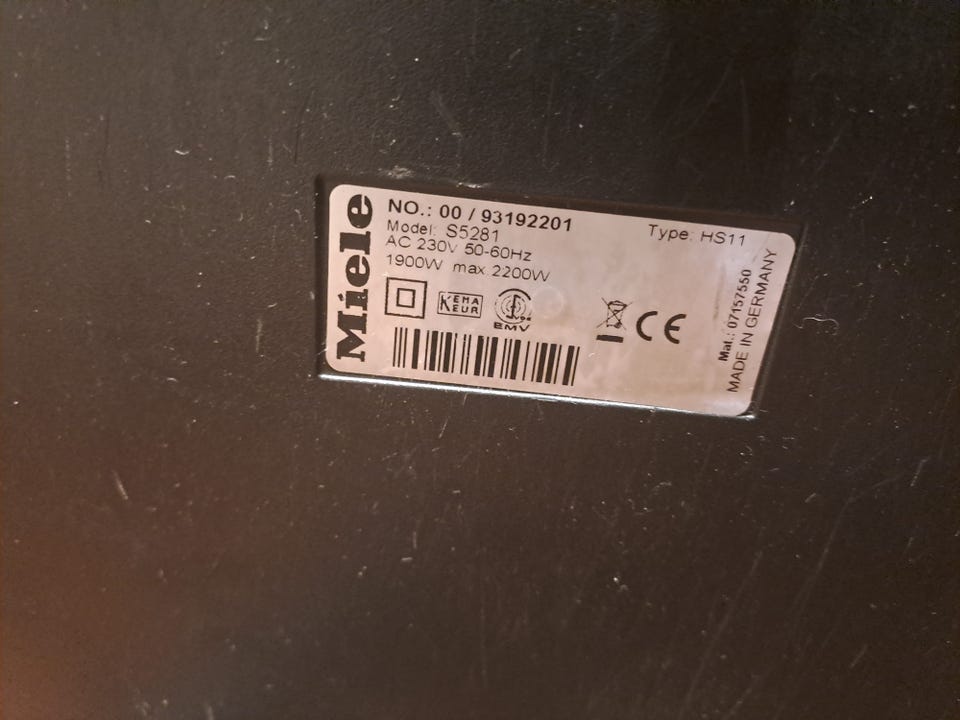 Miele
NO.: 00 / 93192201
Type: HS11
Model: S5281
AC 230V 50-60Hz
1900W max 2200W
KEMA
KEUR
EMV
CE
Mat.: 07157550
MADE IN GERMANY